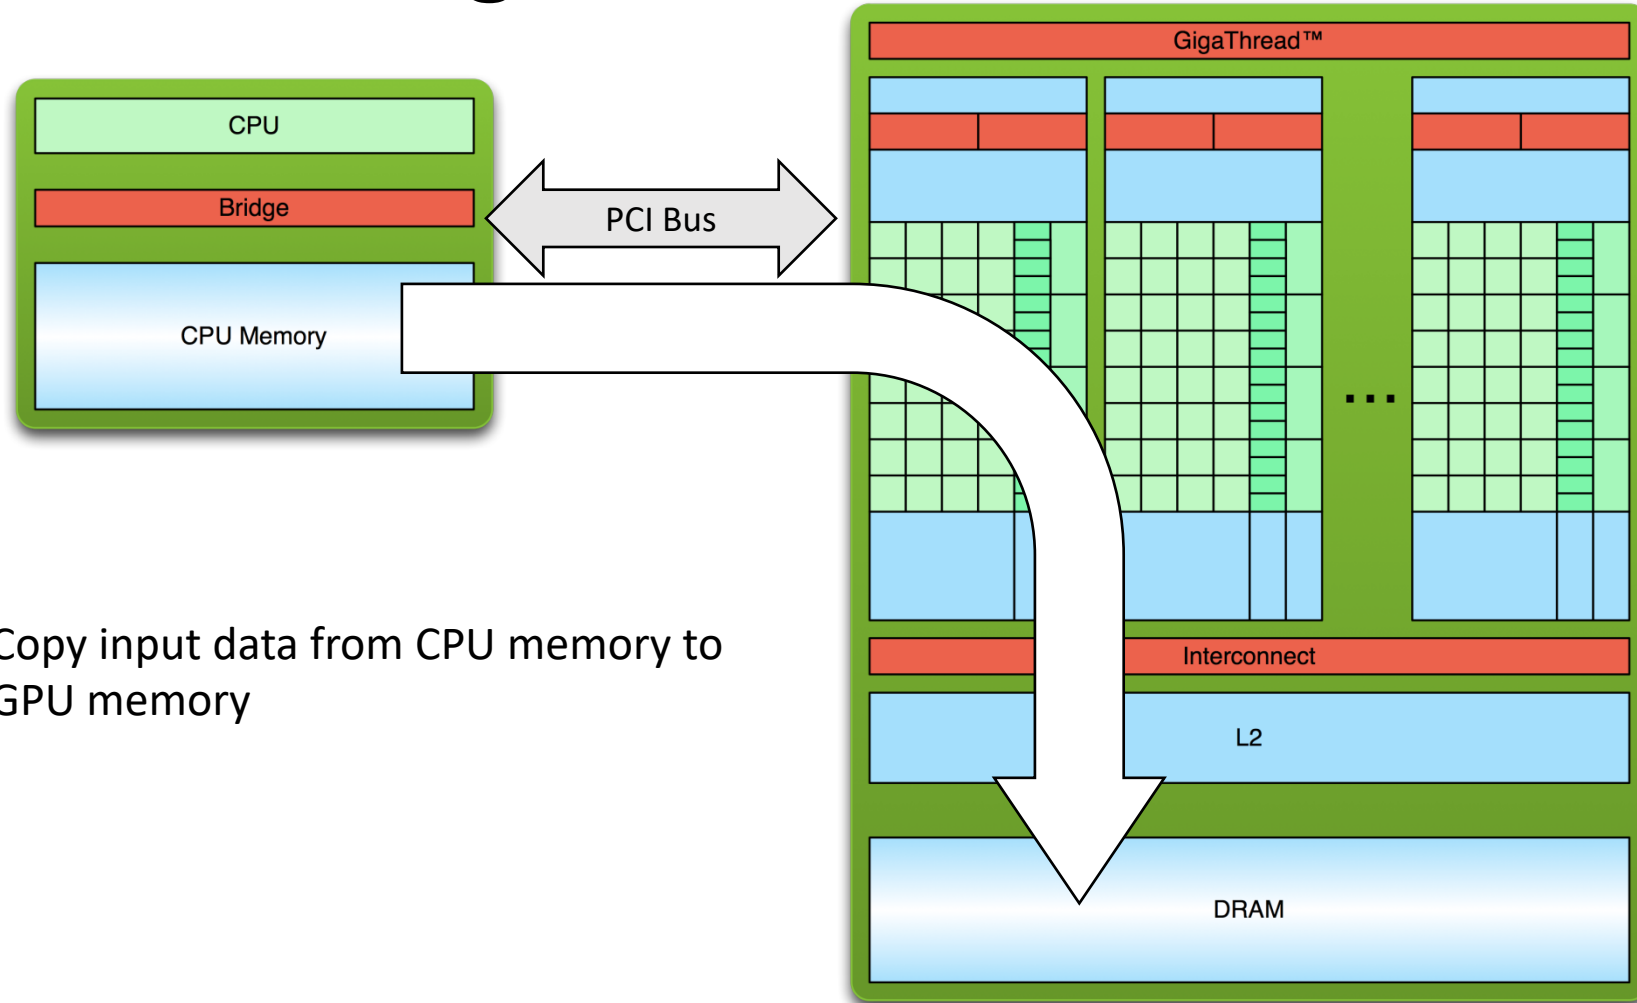 GigaThread™
CPU
Bridge
PCI Bus
CPU Memory
...
Copy input data from CPU memory to
GPU memory
Interconnect
L2
DRAM